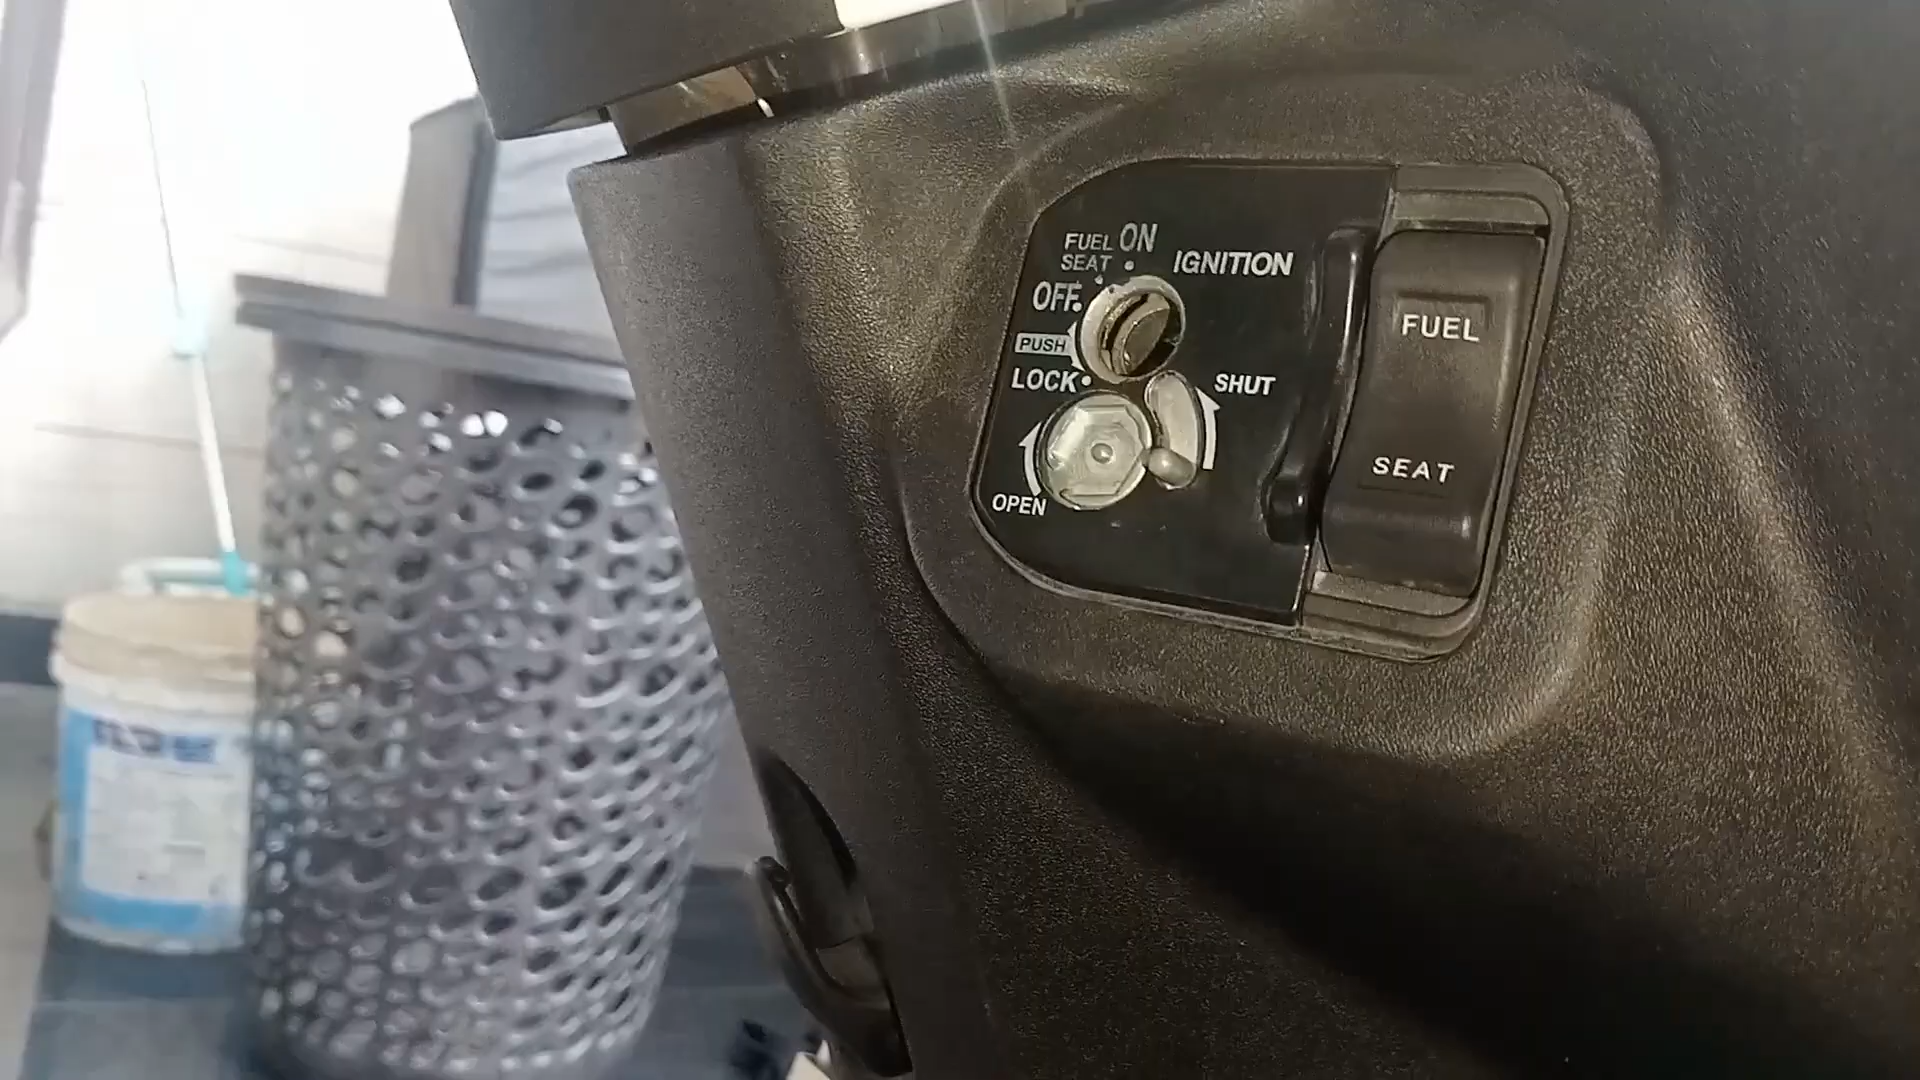 FUEL ON
SEAT
IGNITION
OFF
PUSH
LOCK
SHUT
OPEN
FUEL
SEAT